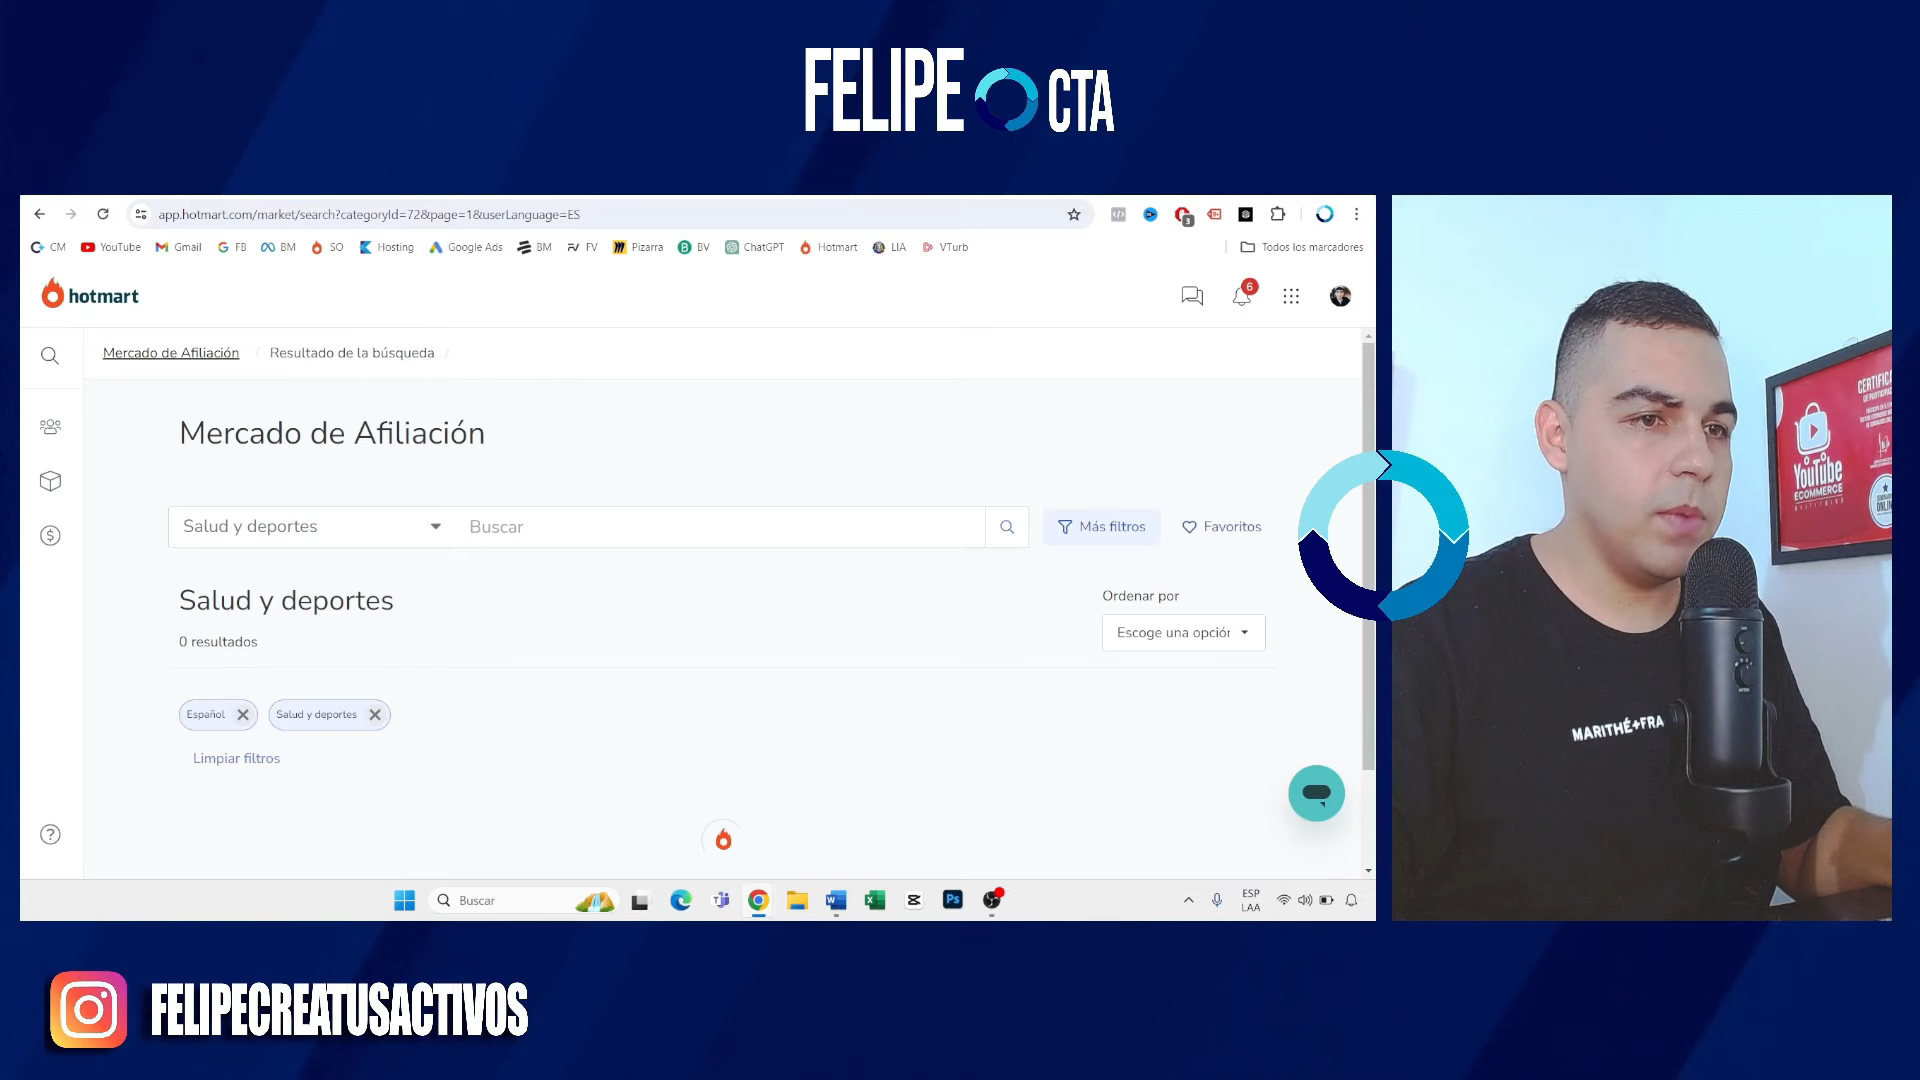 FELIPE CTA
app.hotmart.com/market/search?categoryId=72&page=1&userLanguage=ES
3
CM YouTube Gmail FB BM SO Hosting Google Ads BM FV Pizarra BV ChatGPT Hotmart LIA VTurb Todos los marcadores
hotmart
6
Mercado de Afiliación / Resultado de la búsqueda /
Mercado de Afiliación
Salud y deportes Buscar Más filtros Favoritos
Salud y deportes
0 resultados
Ordenar por
Escoge una opción
Español Salud y deportes
Limpiar filtros
Buscar
ESP
LAA
YouTube
ECOMMERCE
MARITHÉ+FRA
FELIPECREATUSACTIVOS